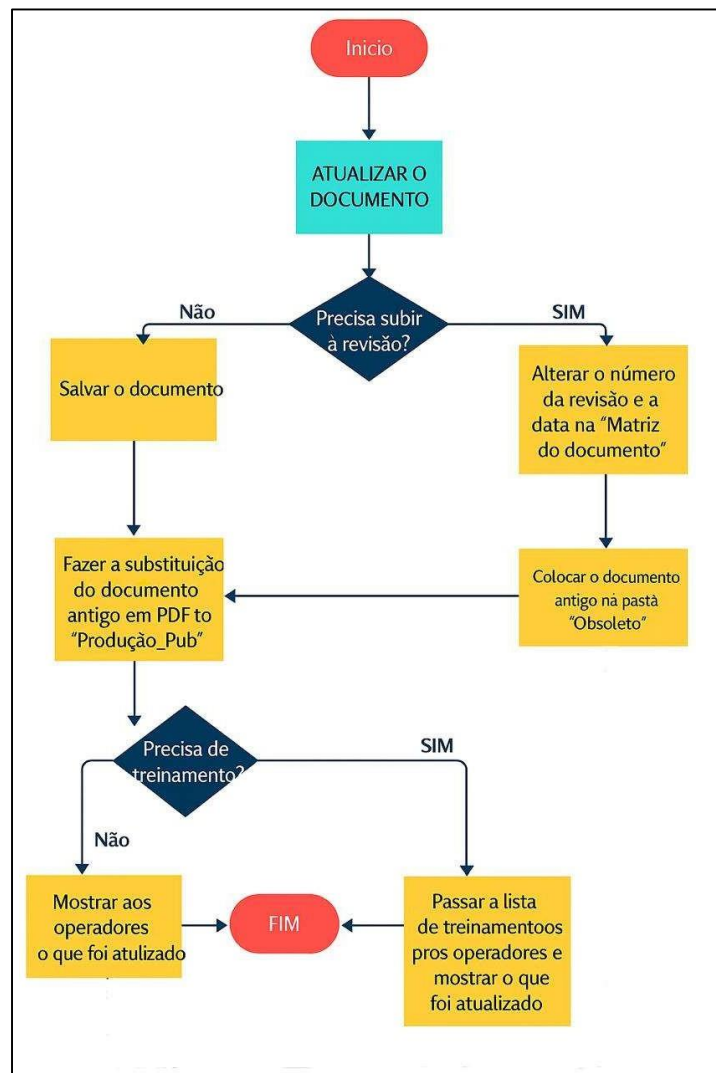 Inicio
ATUALIZAR O
DOCUMENTO
Precisa subir
à revisão?
Não
SIM
Salvar o documento
Alterar o número
da revisão e a
data na “Matriz
do documento”
Fazer a substituição
do documento
antigo em PDF to
“Produção_Pub”
Colocar o documento
antigo nà pastà
“Obsoleto”
Precisa de
treinamento?
SIM
Não
Mostrar aos
operadores
o que foi atulizado
FIM
Passar a lista
de treinamentoos
pros operadores e
mostrar o que
foi atualizado